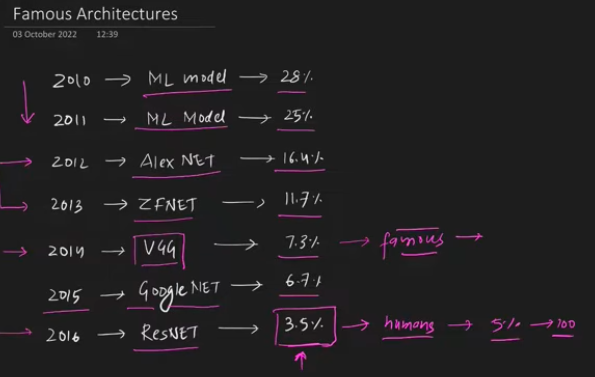 Famous Architectures
03 October 2022 12:39
2010 → ML model → 28%
2011 → ML Model → 25%
2012 → Alex NET → 16.4%
2013 → ZFNET → 11.7%
2014 → VGG → 7.3% → famous →
2015 → Google NET → 6.7%
2016 → ResNET → 3.5% → humans → 5% → 100